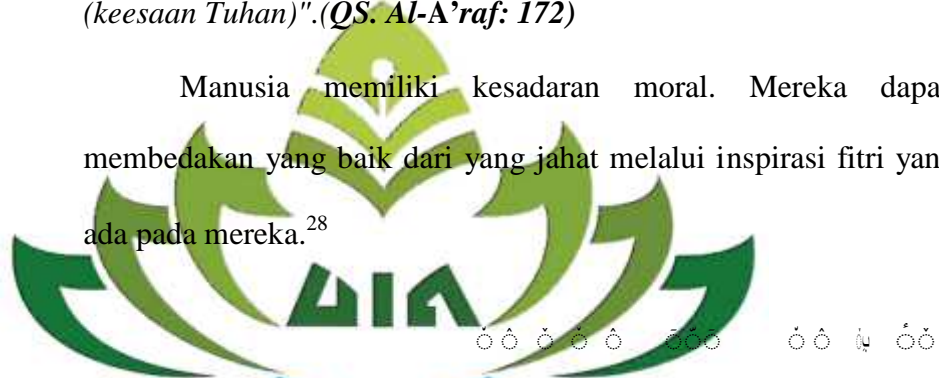 (keesaan Tuhan)".(QS. Al-A’raf: 172)
Manusia memiliki kesadaran moral. Mereka dapa
membedakan yang baik dari yang jahat melalui inspirasi fitri yan
ada pada mereka.28
UIN